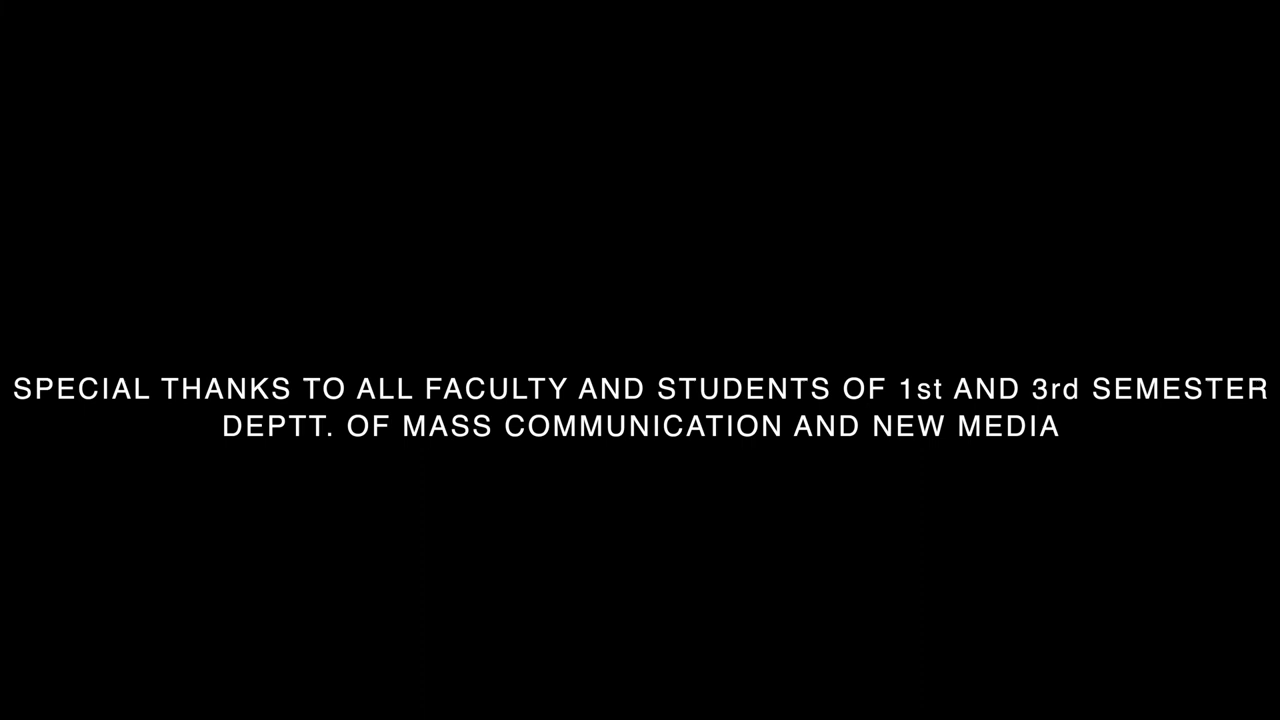 SPECIAL THANKS TO ALL FACULTY AND STUDENTS OF 1st AND 3rd SEMESTER
DEPTT. OF MASS COMMUNICATION AND NEW MEDIA